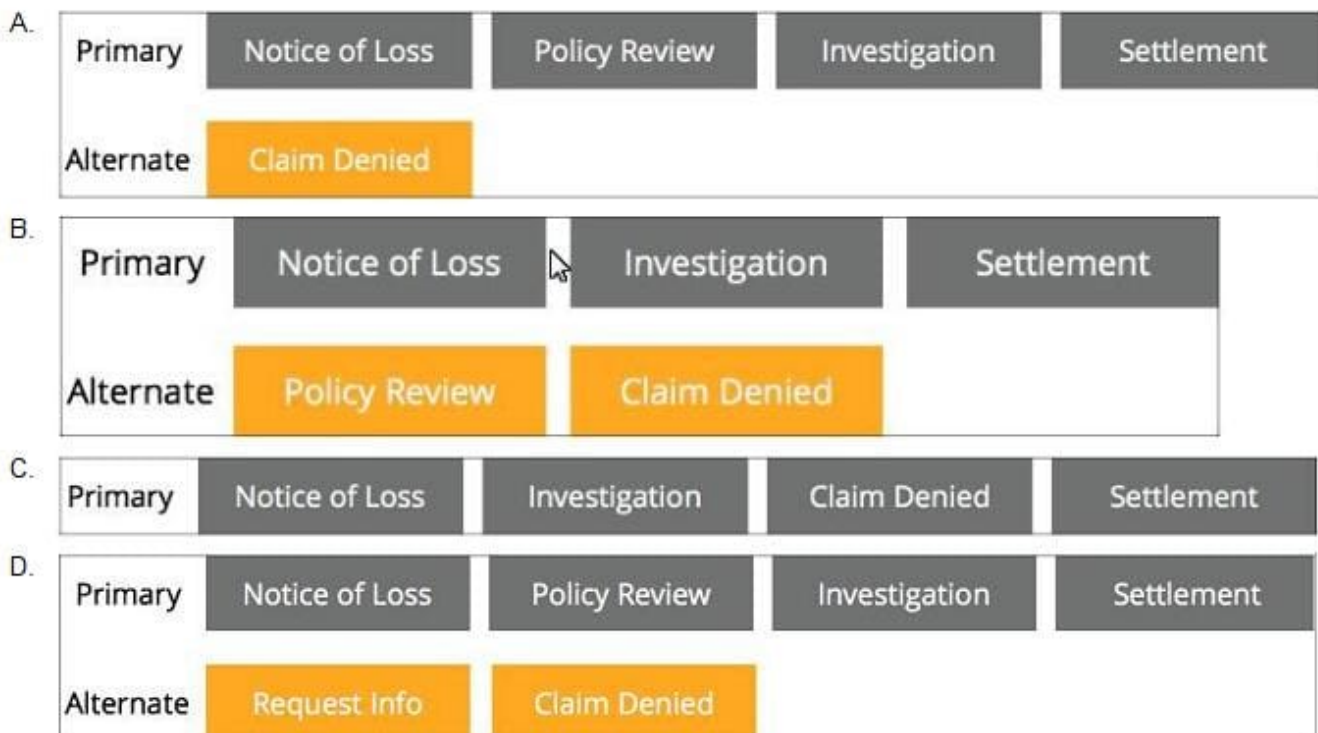 A.
Primary Notice of Loss Policy Review Investigation Settlement
Alternate Claim Denied
B.
Primary Notice of Loss Investigation Settlement
Alternate Policy Review Claim Denied
C.
Primary Notice of Loss Investigation Claim Denied Settlement
D.
Primary Notice of Loss Policy Review Investigation Settlement
Alternate Request Info Claim Denied